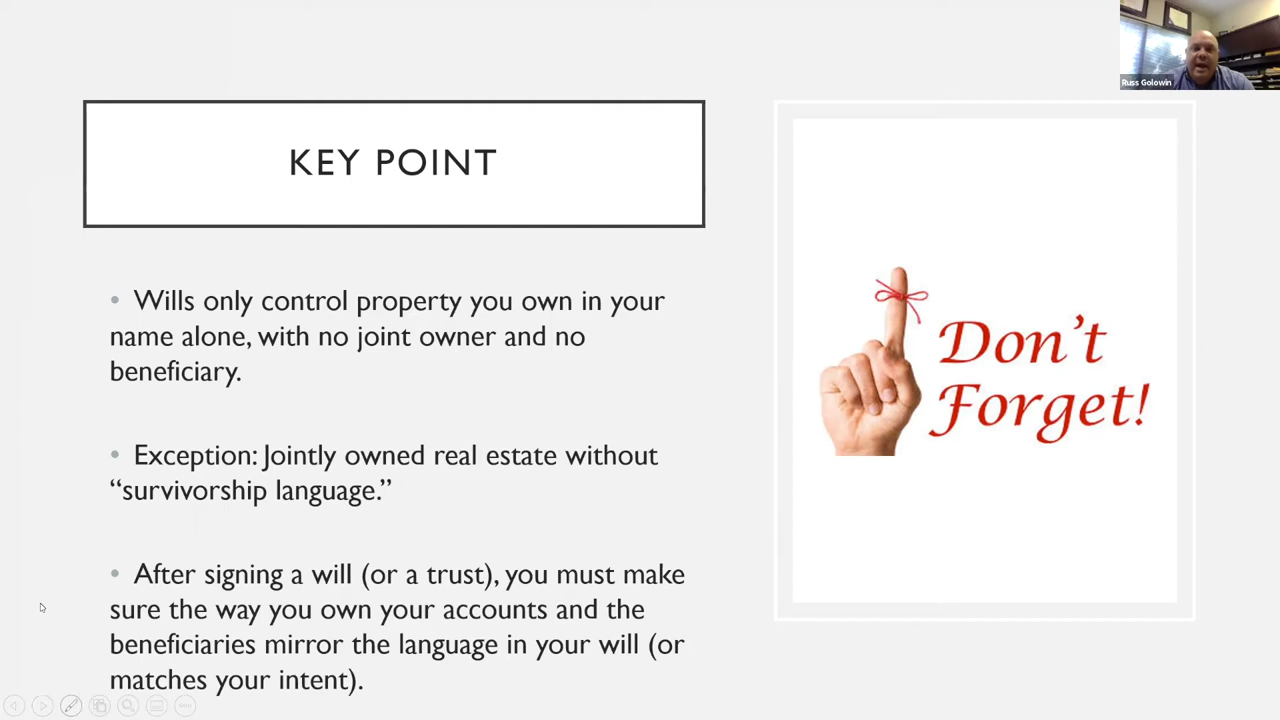 Russ Golowin
KEY POINT
• Wills only control property you own in your
name alone, with no joint owner and no
beneficiary.
• Exception: Jointly owned real estate without
“survivorship language.”
• After signing a will (or a trust), you must make
sure the way you own your accounts and the
beneficiaries mirror the language in your will (or
matches your intent).
Don’t
Forget!